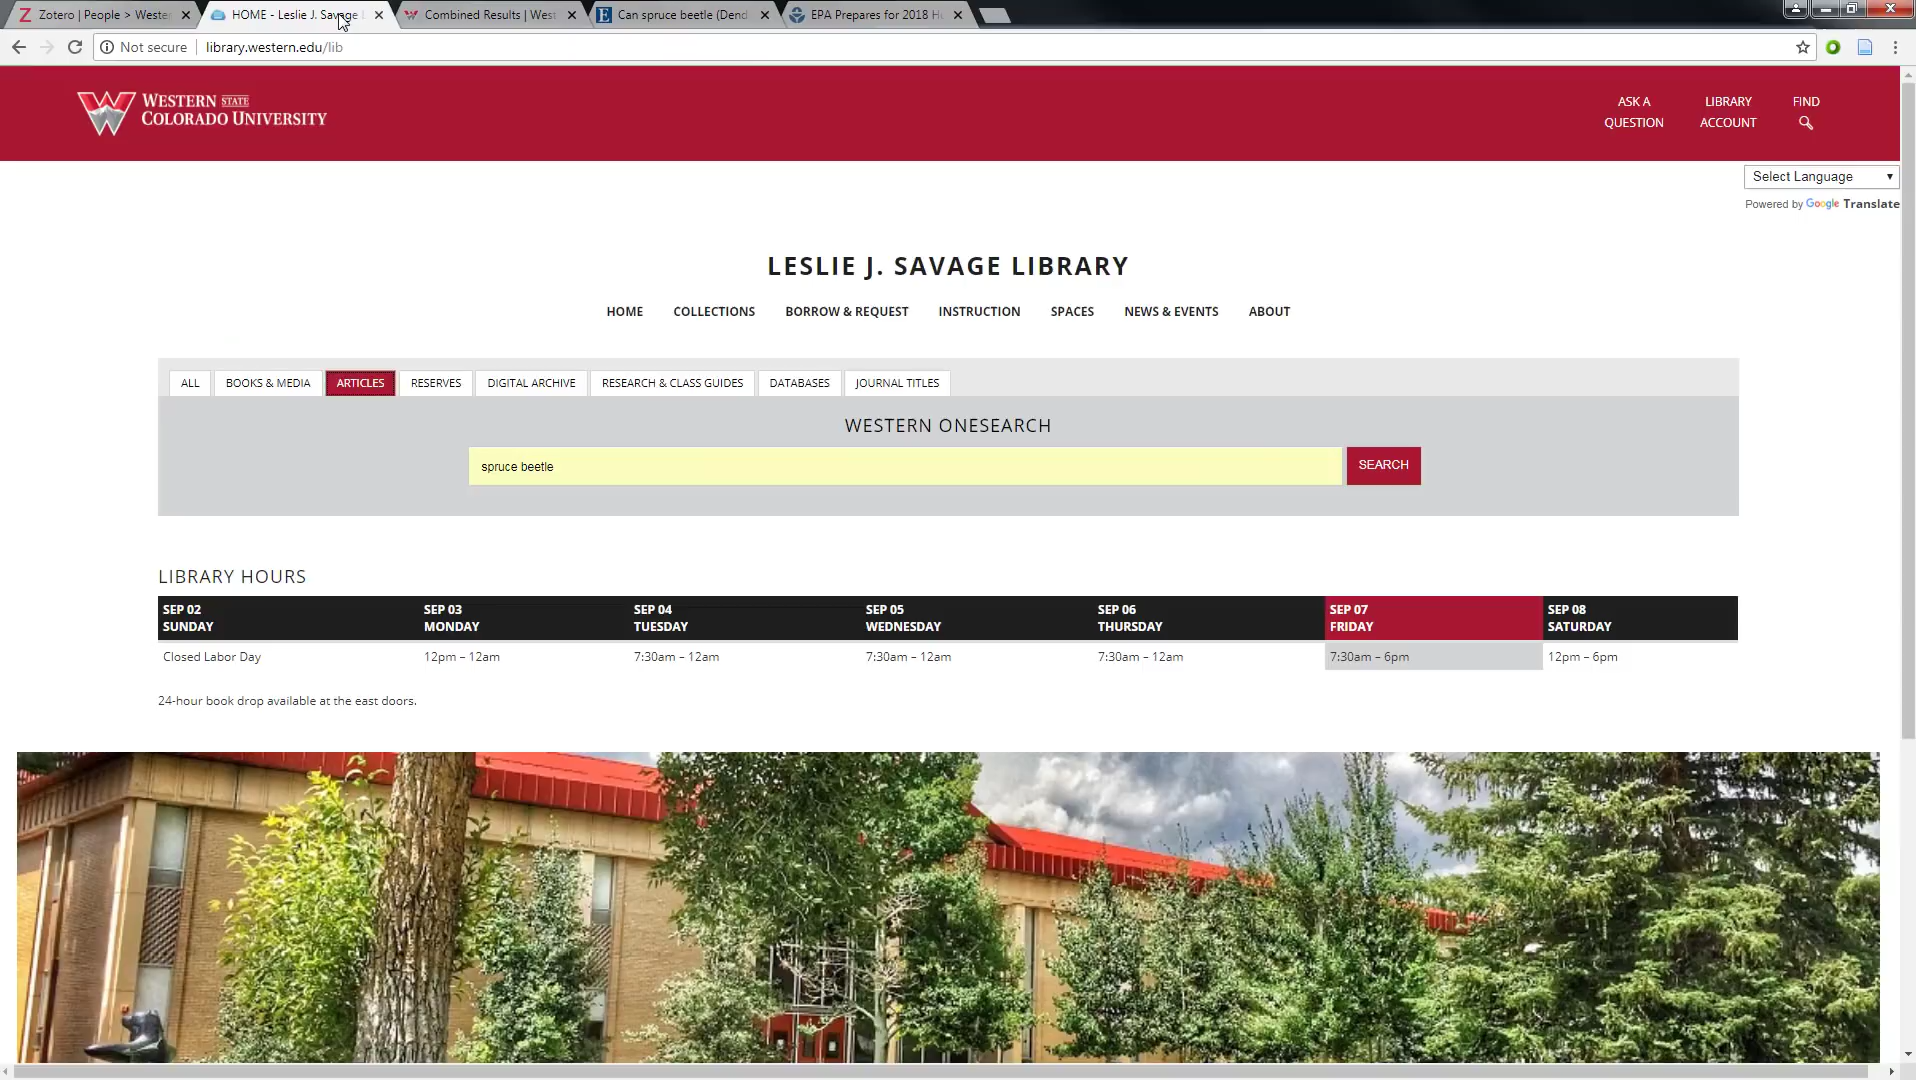 Zotero | People > Weste
HOME - Leslie J. Savage
Combined Results | West
Can spruce beetle (Dend
EPA Prepares for 2018 H
Not secure
library.western.edu/lib
WESTERN STATE
COLORADO UNIVERSITY
ASK A
QUESTION
LIBRARY
ACCOUNT
FIND
Select Language
Powered by Google Translate
LESLIE J. SAVAGE LIBRARY
HOME
COLLECTIONS
BORROW & REQUEST
INSTRUCTION
SPACES
NEWS & EVENTS
ABOUT
ALL
BOOKS & MEDIA
ARTICLES
RESERVES
DIGITAL ARCHIVE
RESEARCH & CLASS GUIDES
DATABASES
JOURNAL TITLES
WESTERN ONESEARCH
spruce beetle
SEARCH
LIBRARY HOURS
SEP 02 SEP 03 SEP 04 SEP 05 SEP 06 SEP 07 SEP 08
SUNDAY MONDAY TUESDAY WEDNESDAY THURSDAY FRIDAY SATURDAY
Closed Labor Day 12pm – 12am 7:30am – 12am 7:30am – 12am 7:30am – 12am 7:30am – 6pm 12pm – 6pm
24-hour book drop available at the east doors.